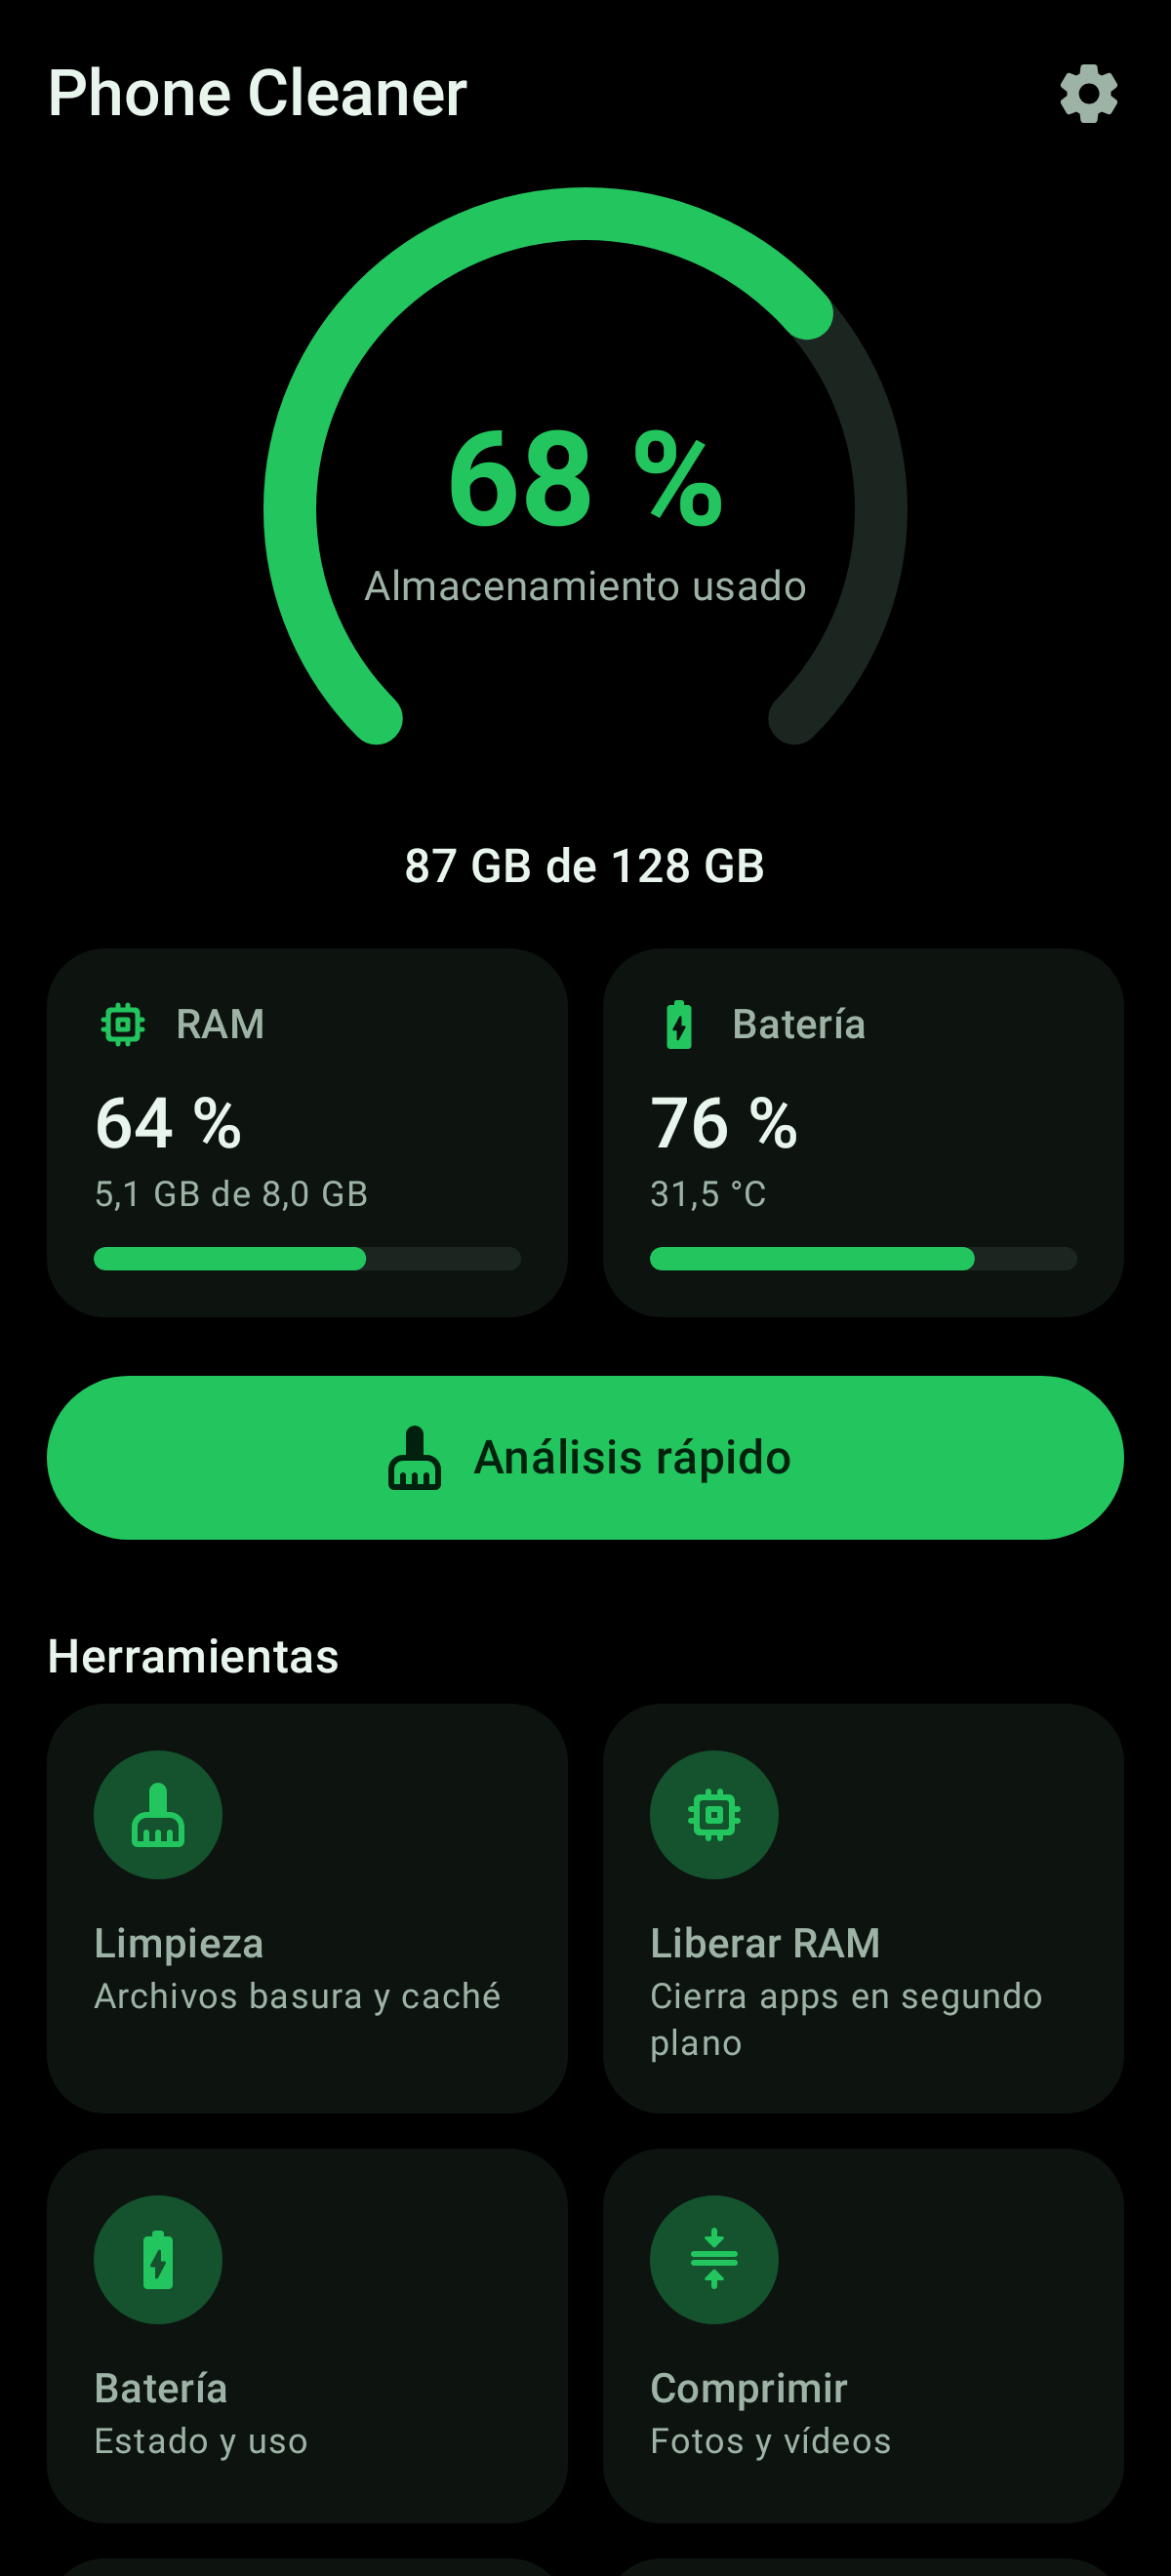 Phone Cleaner
68 %
Almacenamiento usado
87 GB de 128 GB
RAM
64 %
5,1 GB de 8,0 GB
Batería
76 %
31,5 °C
Análisis rápido
Herramientas
Limpieza
Archivos basura y caché
Liberar RAM
Cierra apps en segundo
plano
Batería
Estado y uso
Comprimir
Fotos y vídeos